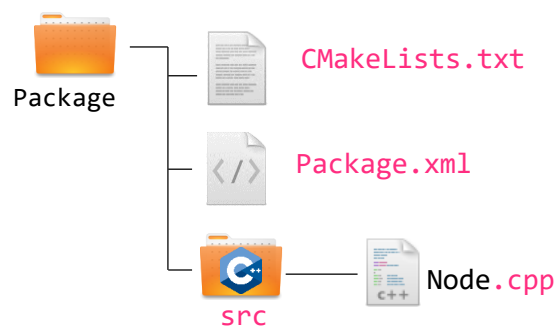 Package
CMakeLists.txt
</>
Package.xml
C++
src
C++
Node.cpp